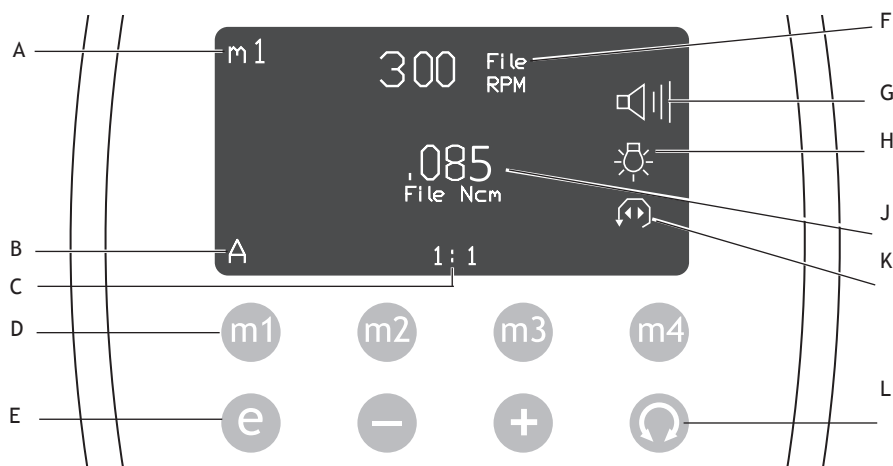 A
m1
300
File
RPM
F
G
H
.085
File Ncm
J
K
B
A
1:1
C
D
m1
m2
m3
m4
E
e
−
+
L